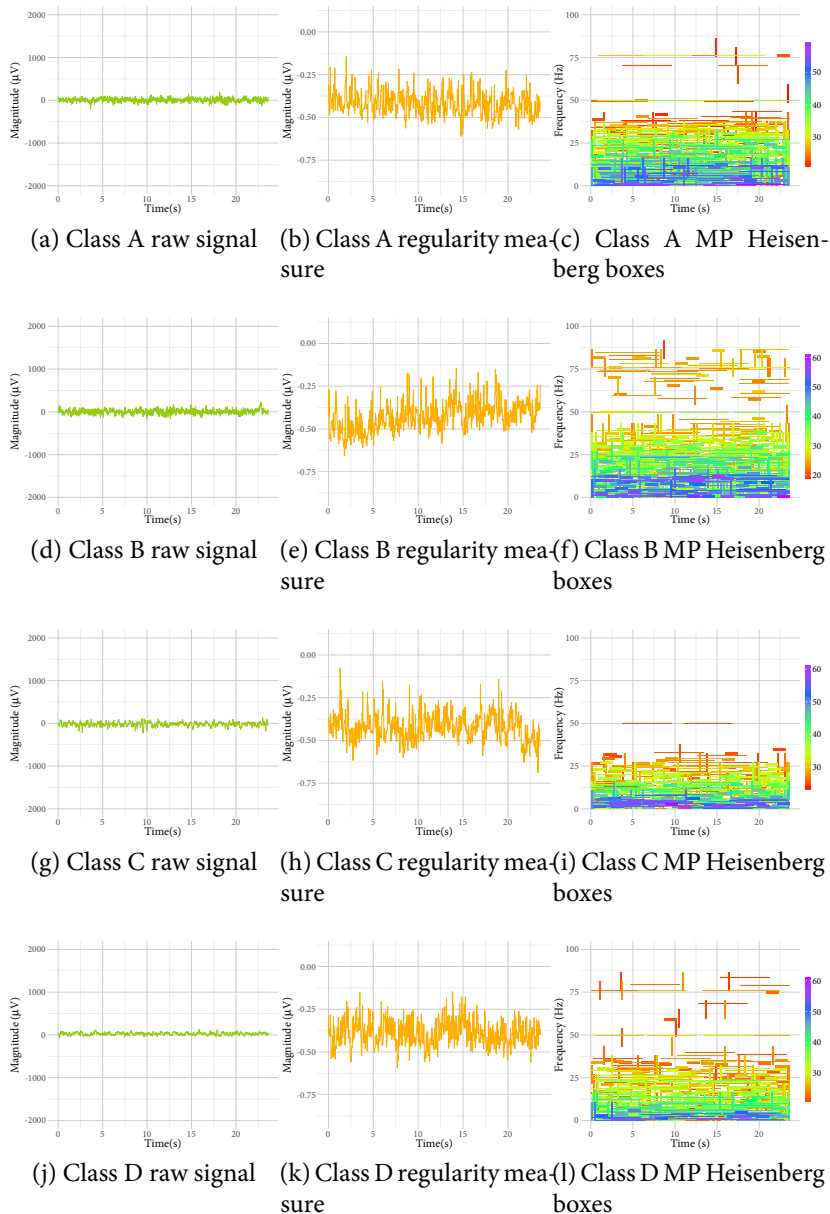 2000
1000
0
-1000
-2000
Magnitude (µV)
0 5 10 15 20
Time(s)
0.00
-0.25
-0.50
-0.75
Magnitude (µV)
0 5 10 15 20
Time(s)
100
75
50
25
0
Frequency (Hz)
0 5 10 15 20
Time (s)
50
40
30
(a) Class A raw signal
(b) Class A regularity mea-
sure
(c) Class A MP Heisen-
berg boxes
2000
1000
0
-1000
-2000
Magnitude (µV)
0 5 10 15 20
Time(s)
0.00
-0.25
-0.50
-0.75
Magnitude (µV)
0 5 10 15 20
Time(s)
100
75
50
25
0
Frequency (Hz)
0 5 10 15 20
Time (s)
60
50
40
30
20
(d) Class B raw signal
(e) Class B regularity mea-
sure
(f) Class B MP Heisenberg
boxes
2000
1000
0
-1000
-2000
Magnitude (µV)
0 5 10 15 20
Time(s)
0.00
-0.25
-0.50
-0.75
Magnitude (µV)
0 5 10 15 20
Time(s)
100
75
50
25
0
Frequency (Hz)
0 5 10 15 20
Time (s)
60
50
40
30
(g) Class C raw signal
(h) Class C regularity mea-
sure
(i) Class C MP Heisenberg
boxes
2000
1000
0
-1000
-2000
Magnitude (µV)
0 5 10 15 20
Time(s)
0.00
-0.25
-0.50
-0.75
Magnitude (µV)
0 5 10 15 20
Time(s)
100
75
50
25
0
Frequency (Hz)
0 5 10 15 20
Time (s)
60
50
40
30
(j) Class D raw signal
(k) Class D regularity mea-
sure
(l) Class D MP Heisenberg
boxes